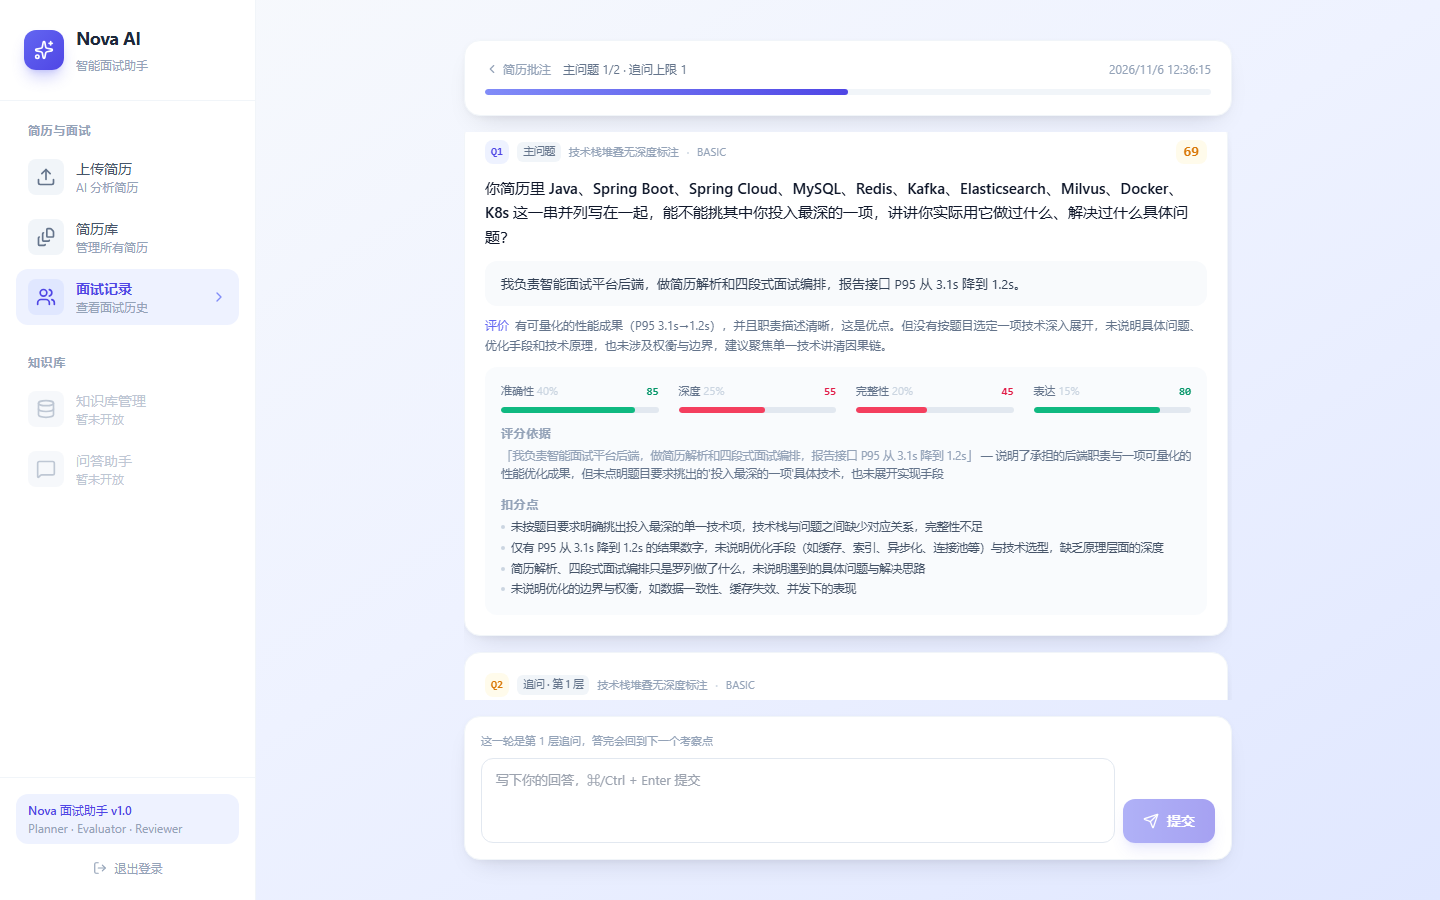 Nova AI
智能面试助手
简历与面试
上传简历
AI 分析简历
简历库
管理所有简历
面试记录
查看面试历史
知识库
知识库管理
暂未开放
问答助手
暂未开放
Nova 面试助手 v1.0
Planner · Evaluator · Reviewer
退出登录
简历批注 主问题 1/2 · 追问上限 1
2026/11/6 12:36:15
Q1 主问题 技术栈堆叠无深度标注 · BASIC 69
你简历里 Java、Spring Boot、Spring Cloud、MySQL、Redis、Kafka、Elasticsearch、Milvus、Docker、
K8s 这一串并列写在一起，能不能挑其中你投入最深的一项，讲讲你实际用它做过什么、解决过什么具体问
题？
我负责智能面试平台后端，做简历解析和四段式面试编排，报告接口 P95 从 3.1s 降到 1.2s。
评价 有可量化的性能成果（P95 3.1s→1.2s），并且职责描述清晰，这是优点。但没有按题目选定一项技术深入展开，未说明具体问题、
优化手段和技术原理，也未涉及权衡与边界，建议聚焦单一技术讲清因果链。
准确性 40% 85 深度 25% 55 完整性 20% 45 表达 15% 80
评分依据
「我负责智能面试平台后端，做简历解析和四段式面试编排，报告接口 P95 从 3.1s 降到 1.2s」 — 说明了承担的后端职责与一项可量化的
性能优化成果，但未点明题目要求挑出的'投入最深的一项'具体技术，也未展开实现手段
扣分点
• 未按题目要求明确挑出投入最深的单一技术项，技术栈与问题之间缺少对应关系，完整性不足
• 仅有 P95 从 3.1s 降到 1.2s 的结果数字，未说明优化手段（如缓存、索引、异步化、连接池等）与技术选型，缺乏原理层面的深度
• 简历解析、四段式面试编排只是罗列做了什么，未说明遇到的具体问题与解决思路
• 未说明优化的边界与权衡，如数据一致性、缓存失效、并发下的表现
Q2 追问 · 第 1 层 技术栈堆叠无深度标注 · BASIC
这一轮是第 1 层追问，答完会回到下一个考察点
写下你的回答，⌘/Ctrl + Enter 提交
提交